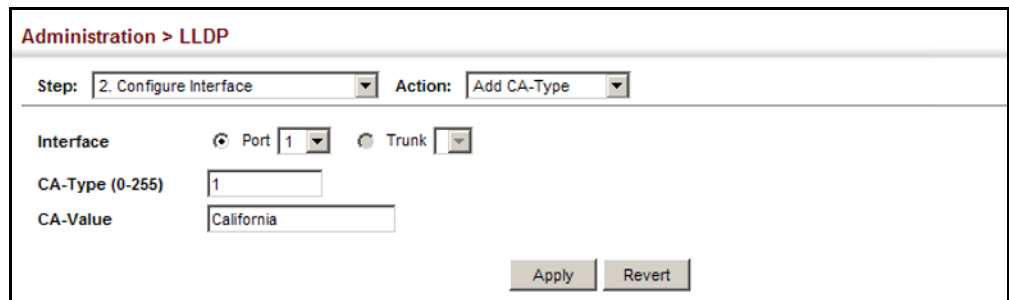 Administration > LLDP
Step: 2. Configure Interface Action: Add CA-Type
Interface Port 1 Trunk
CA-Type (0-255) 1
CA-Value California
Apply Revert